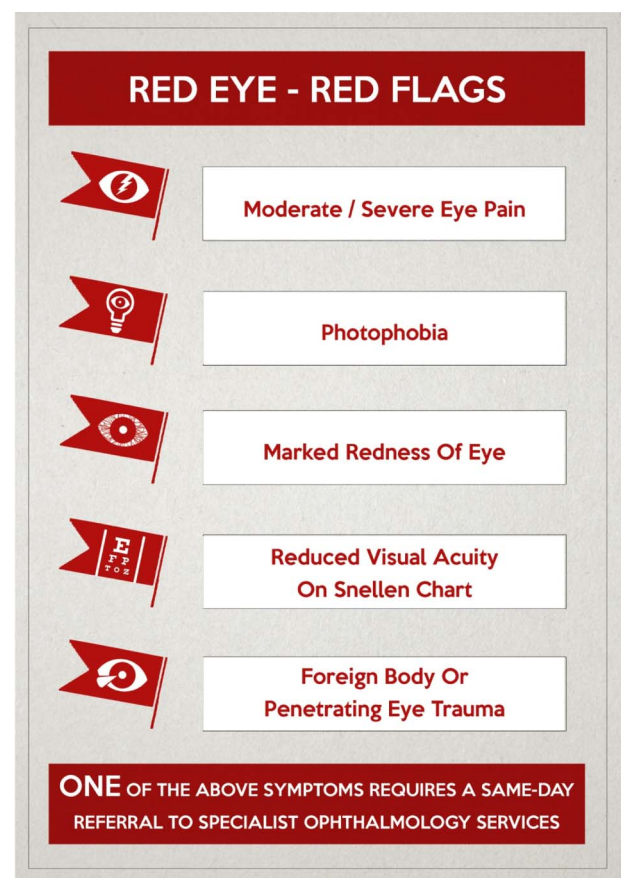 RED EYE - RED FLAGS
Moderate / Severe Eye Pain
Photophobia
Marked Redness Of Eye
E
F P
T O Z
Reduced Visual Acuity
On Snellen Chart
Foreign Body Or
Penetrating Eye Trauma
ONE OF THE ABOVE SYMPTOMS REQUIRES A SAME-DAY
REFERRAL TO SPECIALIST OPHTHALMOLOGY SERVICES